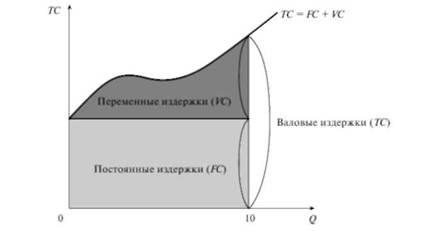 TC
TC = FC + VC
Переменные издержки (VC)
Валовые издержки (TC)
Постоянные издержки (FC)
0
10
Q